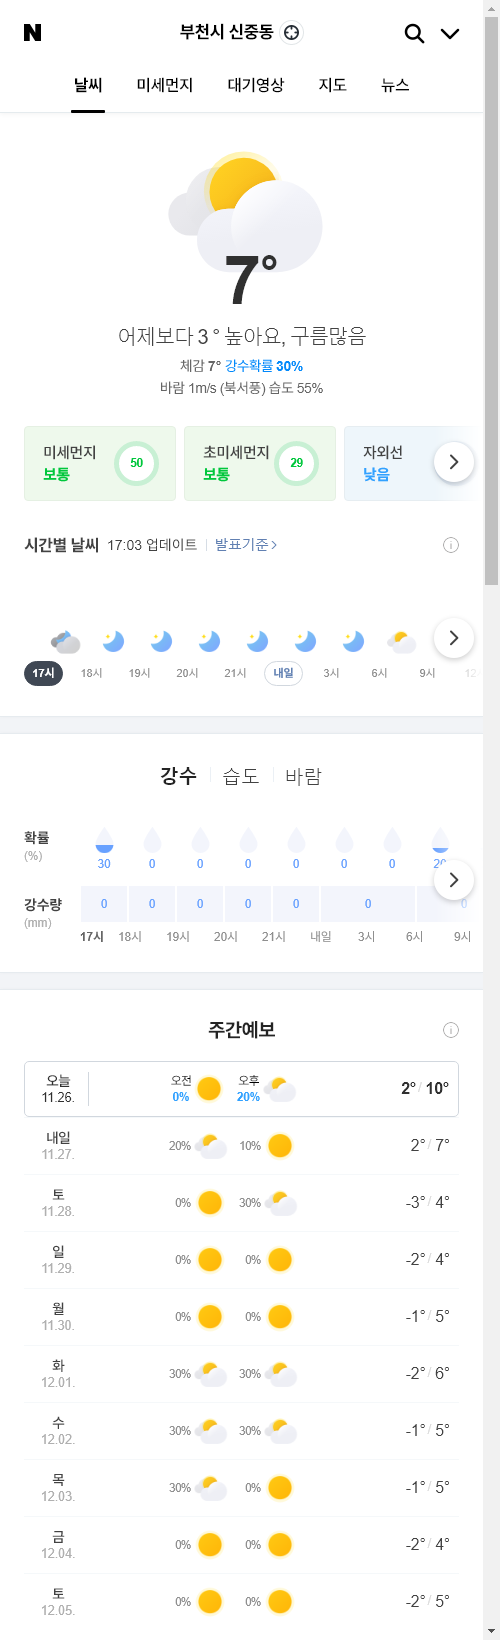 N 부천시 신중동
날씨 미세먼지 대기영상 지도 뉴스
7°
어제보다 3 ° 높아요, 구름많음
체감 7° 강수확률 30%
바람 1m/s (북서풍) 습도 55%
미세먼지 보통 50
초미세먼지 보통 29
자외선 낮음
시간별 날씨 17:03 업데이트 발표기준 >
17시 18시 19시 20시 21시 내일 3시 6시 9시 12
강수 습도 바람
확률 (%) 30 0 0 0 0 0 0 20
강수량 (mm) 0 0 0 0 0 0 0
17시 18시 19시 20시 21시 내일 3시 6시 9시
주간예보
오늘 11.26. 오전 0% 오후 20% 2° / 10°
내일 11.27. 20% 10% 2° / 7°
토 11.28. 0% 30% -3° / 4°
일 11.29. 0% 0% -2° / 4°
월 11.30. 0% 0% -1° / 5°
화 12.01. 30% 30% -2° / 6°
수 12.02. 30% 30% -1° / 5°
목 12.03. 30% 0% -1° / 5°
금 12.04. 0% 0% -2° / 4°
토 12.05. 0% 0% -2° / 5°